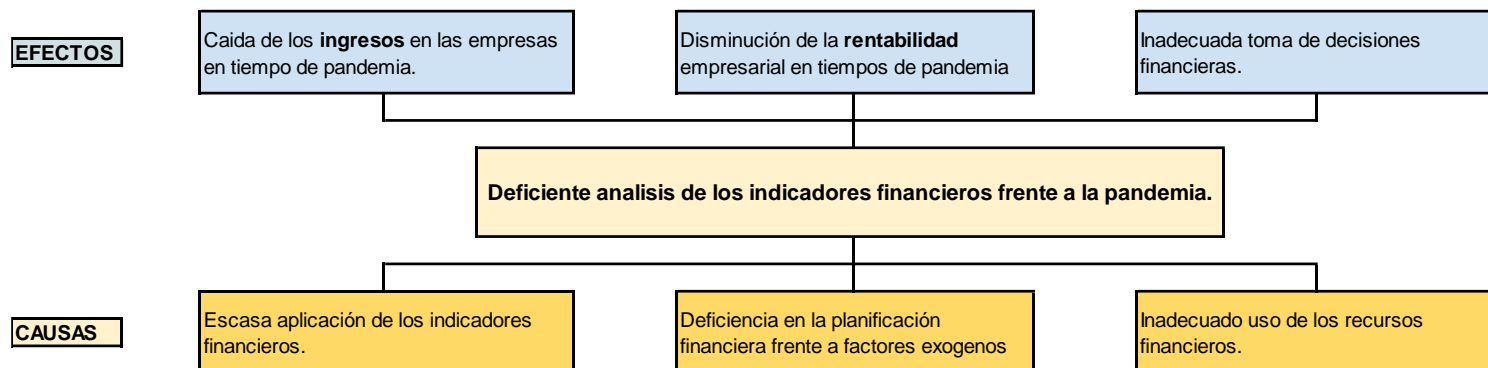 EFECTOS
Caida de los ingresos en las empresas
en tiempo de pandemia.
Disminución de la rentabilidad
empresarial en tiempos de pandemia
Inadecuada toma de decisiones
financieras.
Deficiente analisis de los indicadores financieros frente a la pandemia.
CAUSAS
Escasa aplicación de los indicadores
financieros.
Deficiencia en la planificación
financiera frente a factores exogenos
Inadecuado uso de los recursos
financieros.